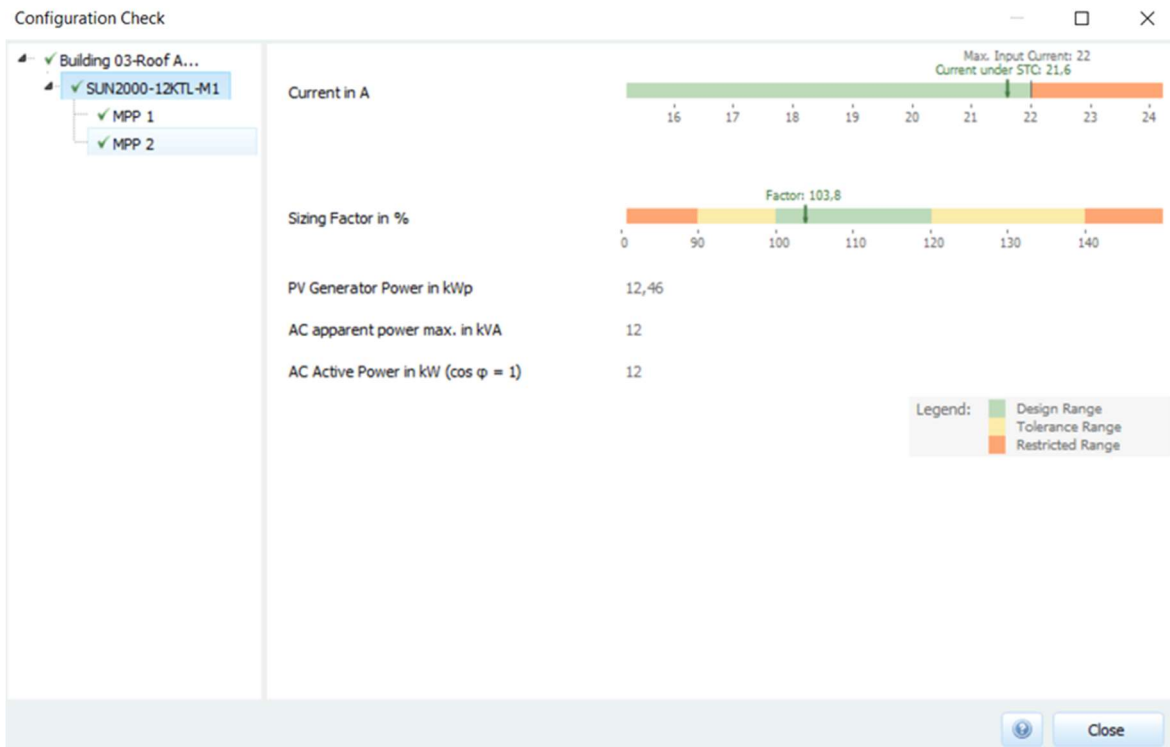 Configuration Check
Building 03-Roof A...
SUN2000-12KTL-M1
MPP 1
MPP 2
Max. Input Current: 22
Current under STC: 21,6
Current in A
16 17 18 19 20 21 22 23 24
Factor: 103,8
Sizing Factor in %
0 90 100 110 120 130 140
PV Generator Power in kWp 12,46
AC apparent power max. in kVA 12
AC Active Power in kW (cos φ = 1) 12
Legend: Design Range
Tolerance Range
Restricted Range
Close